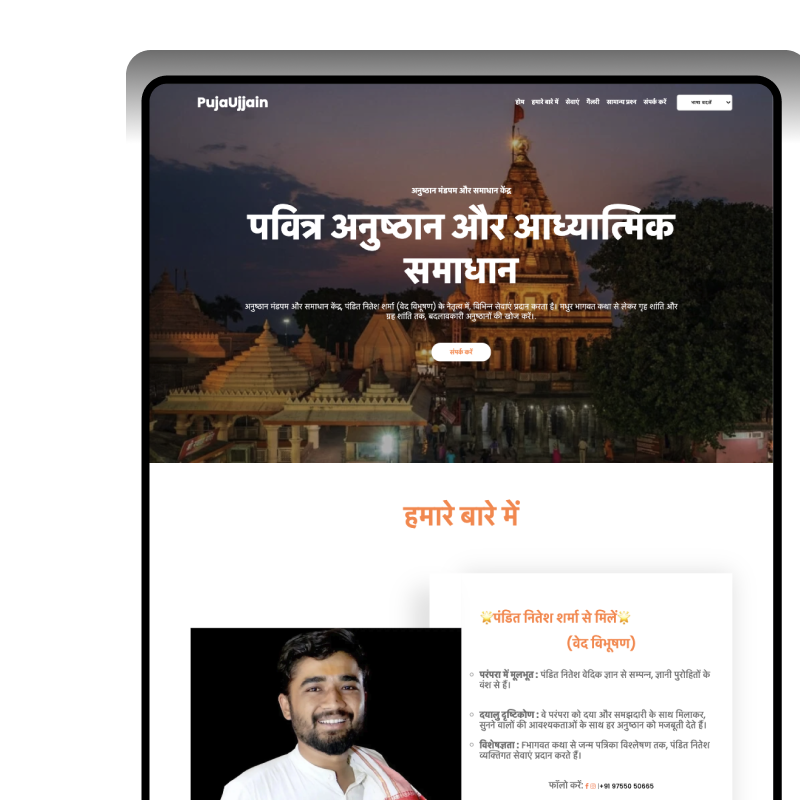 PujaUjjain
होम हमारे बारे में सेवाएं गैलरी सामान्य प्रश्न संपर्क करें भाषा बदलें
अनुष्ठान मंडपम और समाधान केंद्र
पवित्र अनुष्ठान और आध्यात्मिक
समाधान
अनुष्ठान मंडपम और समाधान केंद्र, पंडित नितेश शर्मा (वेद विभूषण) के नेतृत्व में, विभिन्न सेवाएं प्रदान करता है। मधुर भागवत कथा से लेकर गृह शांति और
ग्रह शांति तक, बदलावकारी अनुष्ठानों की खोज करें।.
संपर्क करें
हमारे बारे में
🌟पंडित नितेश शर्मा से मिलें🌟
(वेद विभूषण)
परंपरा में मूलभूत : पंडित नितेश वेदिक ज्ञान से सम्पन्न, ज्ञानी पुरोहितों के
वंश से हैं।
दयालु दृष्टिकोण : वे परंपरा को दया और समझदारी के साथ मिलाकर,
सुनने वालों की आवश्यकताओं के साथ हर अनुष्ठान को मजबूती देते हैं।
विशेषज्ञता : Fभागवत कथा से जन्म पत्रिका विश्लेषण तक, पंडित नितेश
व्यक्तिगत सेवाएं प्रदान करते हैं।
फॉलो करें: |+91 97550 50665